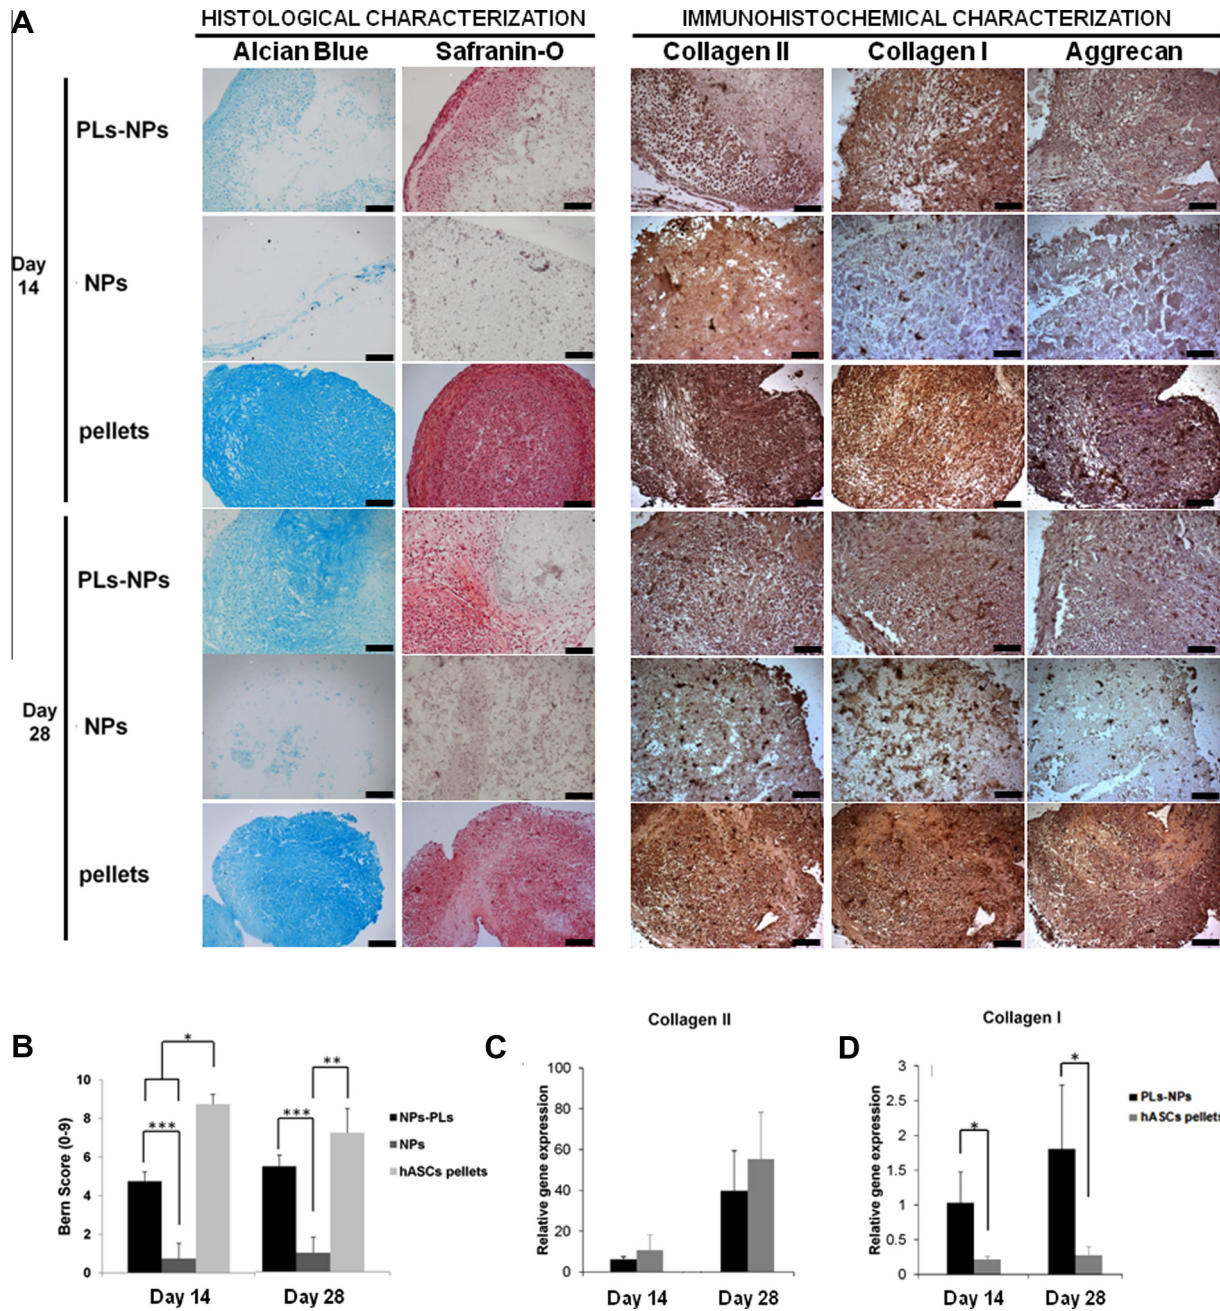 A
HISTOLOGICAL CHARACTERIZATION
IMMUNOHISTOCHEMICAL CHARACTERIZATION
Alcian Blue
Safranin-O
Collagen II
Collagen I
Aggrecan
Day
14
PLs-NPs
NPs
pellets
Day
28
PLs-NPs
NPs
pellets
B
Bern Score (0-9)
10
8
6
4
2
0
*
***
***
**
Day 14
Day 28
NPs-PLs
NPs
hASCs pellets
C
Collagen II
Relative gene expression
100
80
60
40
20
0
Day 14
Day 28
D
Collagen I
Relative gene expression
3
2.5
2
1.5
1
0.5
0
*
*
Day 14
Day 28
PLs-NPs
hASCs pellets